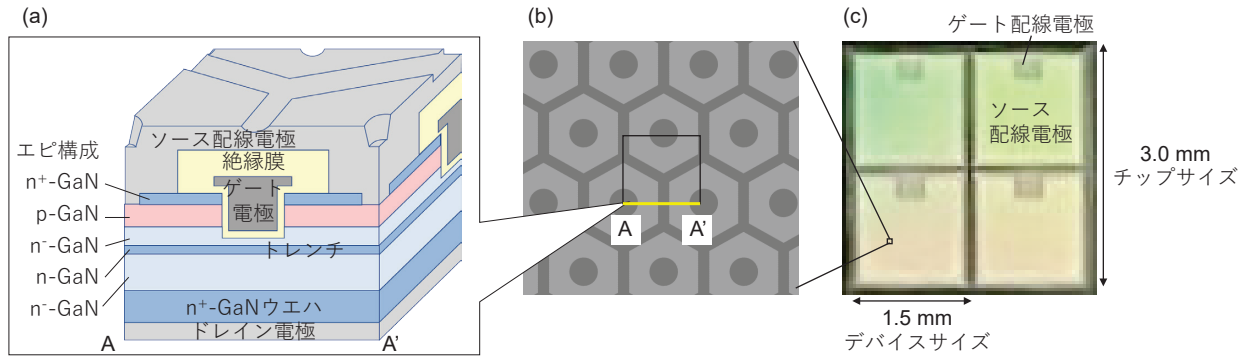 (a)
(b)
(c)
ソース配線電極
エピ構成
絶縁膜
n⁺-GaN
ゲート
電極
p-GaN
n⁻-GaN
トレンチ
n-GaN
n⁻-GaN
n⁺-GaNウエハ
ドレイン電極
A
A'
A
A'
ゲート配線電極
ソース
配線電極
3.0 mm
チップサイズ
1.5 mm
デバイスサイズ